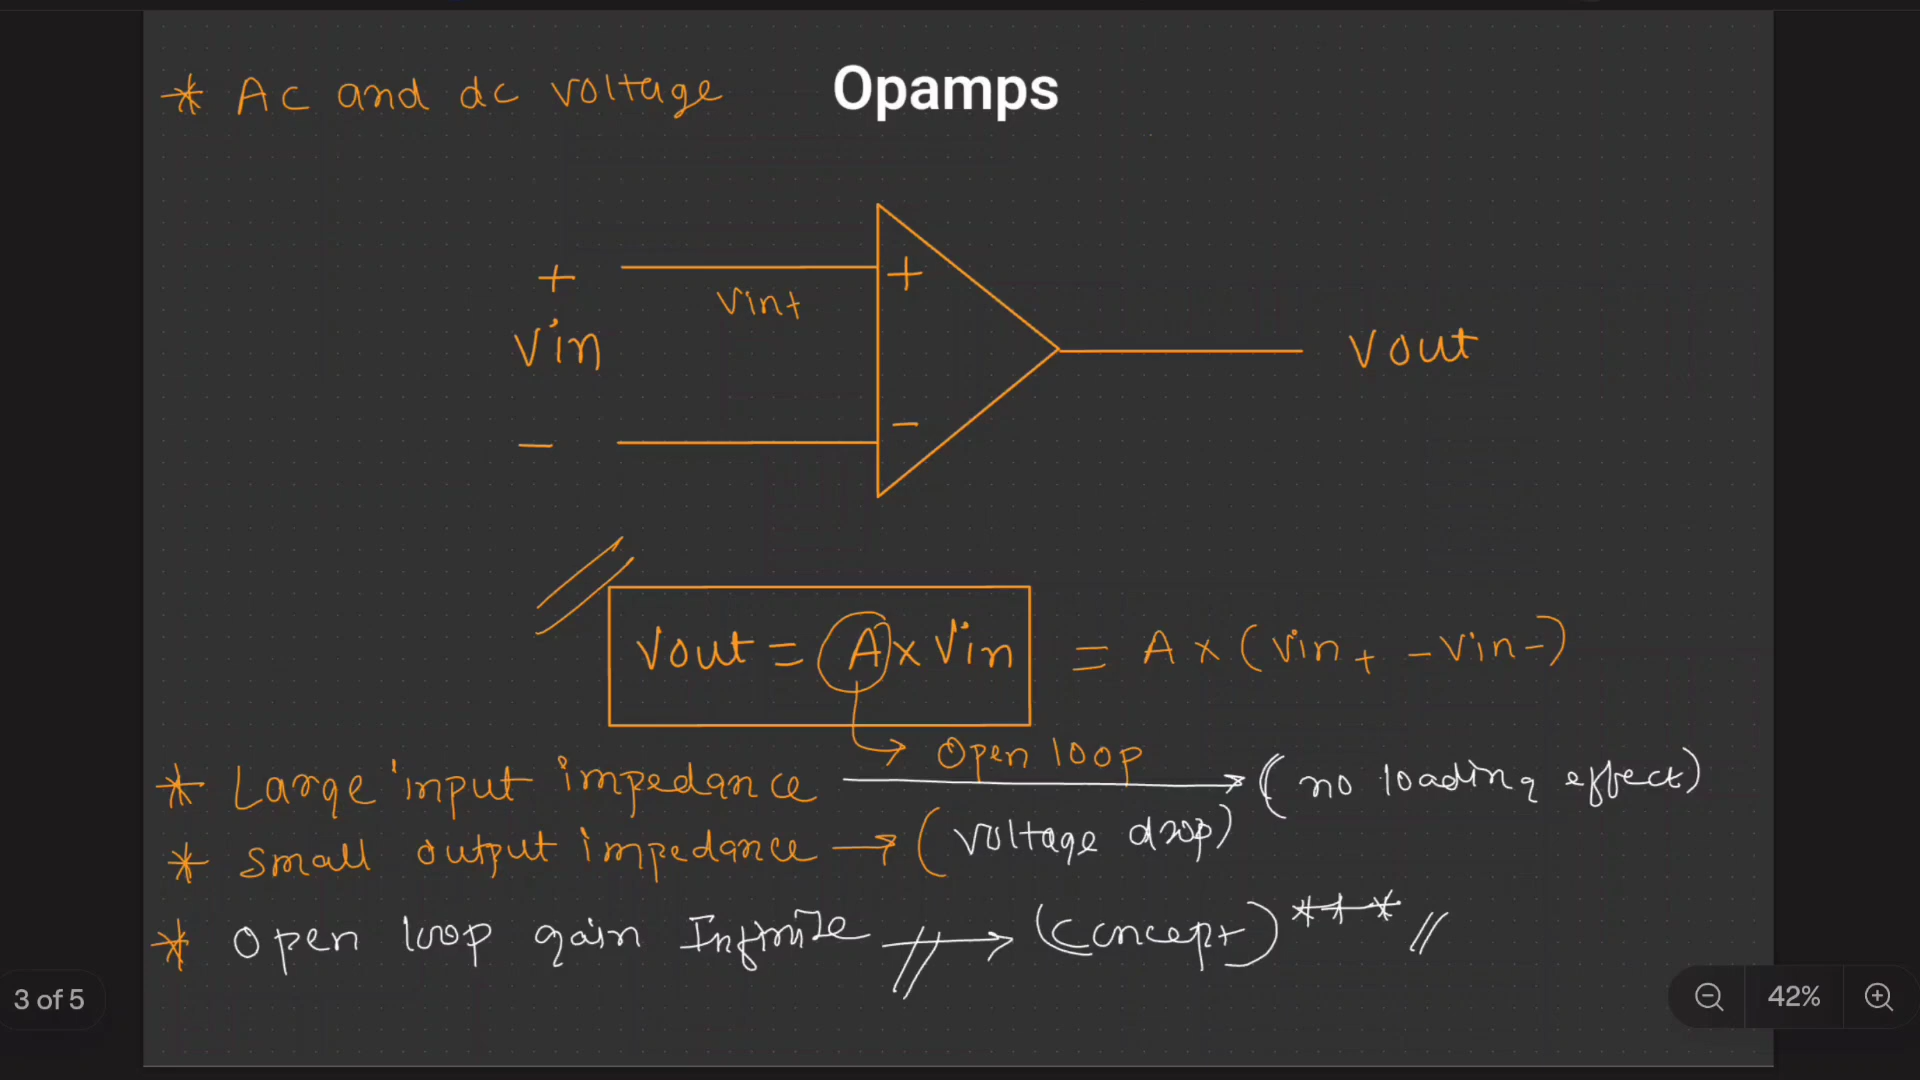 * Ac and dc voltage Opamps
+ +
Vin+
Vin Vout
- -
Vout = A x Vin = A x (Vin+ - Vin-)
Open loop
* Large input impedance (no loading effect)
* small output impedance → (voltage drop)
* Open loop gain Infinite → (concept) ***
3 of 5
42%